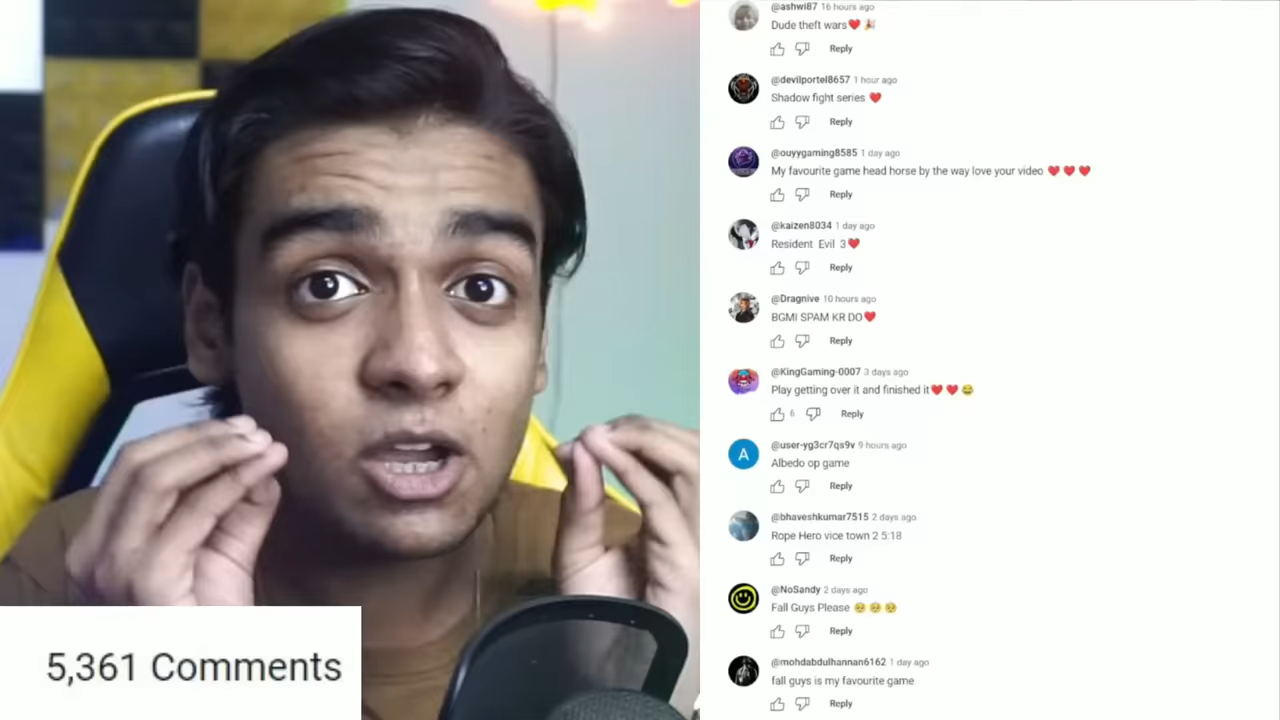 @ashwi87 16 hours ago
Dude theft wars❤️ 🎉
Reply
@devilportel8657 1 hour ago
Shadow fight series ❤️
Reply
@ouyygaming8585 1 day ago
My favourite game head horse by the way love your video ❤️ ❤️ ❤️
Reply
@kaizen8034 1 day ago
Resident Evil 3❤️
Reply
@Dragnive 10 hours ago
BGMI SPAM KR DO❤️
Reply
@KingGaming-0007 3 days ago
Play getting over it and finished it❤️ ❤️ 😂
6 Reply
A @user-yg3cr7qs9v 9 hours ago
Albedo op game
Reply
@bhaveshkumar7515 2 days ago
Rope Hero vice town 2 5:18
Reply
@NoSandy 2 days ago
Fall Guys Please 🥺 🥺 🥺
Reply
@mohdabdulhannan6162 1 day ago
fall guys is my favourite game
Reply
5,361 Comments